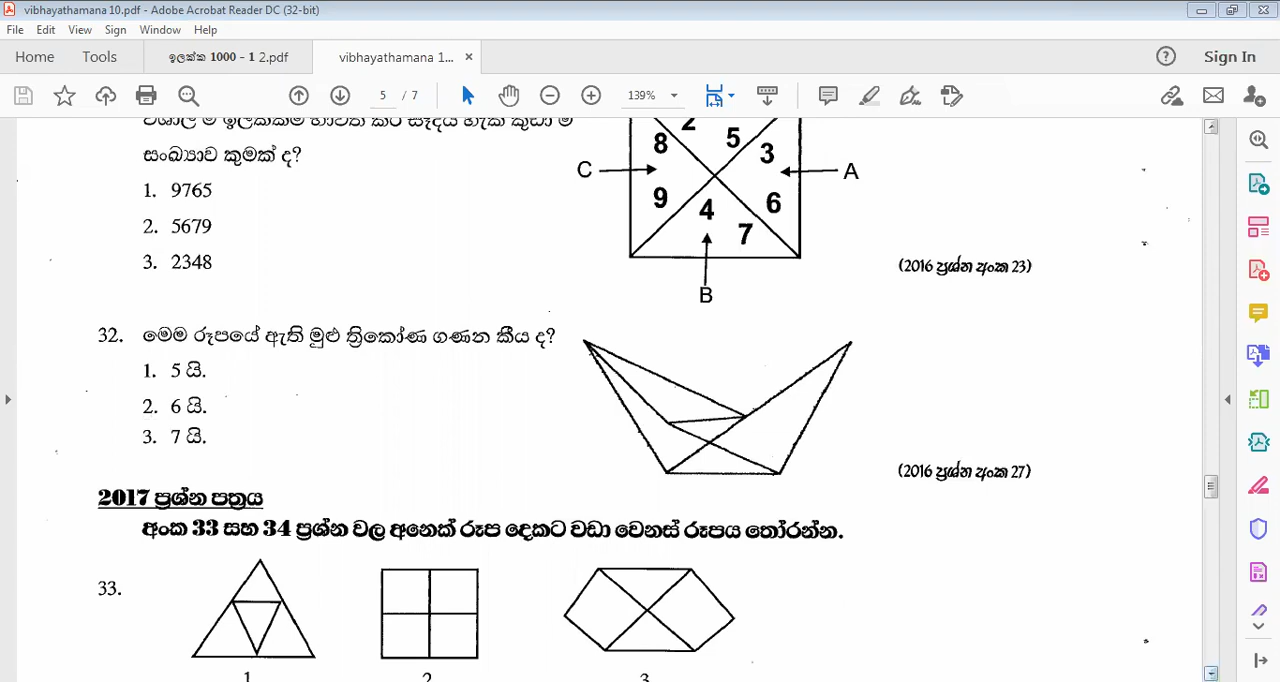 vibhayathamana 10.pdf - Adobe Acrobat Reader DC (32-bit)
File Edit View Sign Window Help
Home Tools ඉලක්ක 1000 - 1 2.pdf vibhayathamana 1... × Sign In
5 / 7 139%
විශාල ම ඉලක්කම භාවිත කර සෑදිය හැකි කුඩා ම
සංඛ්‍යාව කුමක් ද?
1. 9765
2. 5679
3. 2348
2 5
8 3
C A
9 4 6
7
B
(2016 ප්‍රශ්න අංක 23)
32. මෙම රූපයේ ඇති මුළු ත්‍රිකෝණ ගණන කීය ද?
1. 5 යි.
2. 6 යි.
3. 7 යි.
(2016 ප්‍රශ්න අංක 27)
2017 ප්‍රශ්න පත්‍රය
අංක 33 සහ 34 ප්‍රශ්න වල අනෙක් රූප දෙකට වඩා වෙනස් රූපය තෝරන්න.
33.
1 2 3